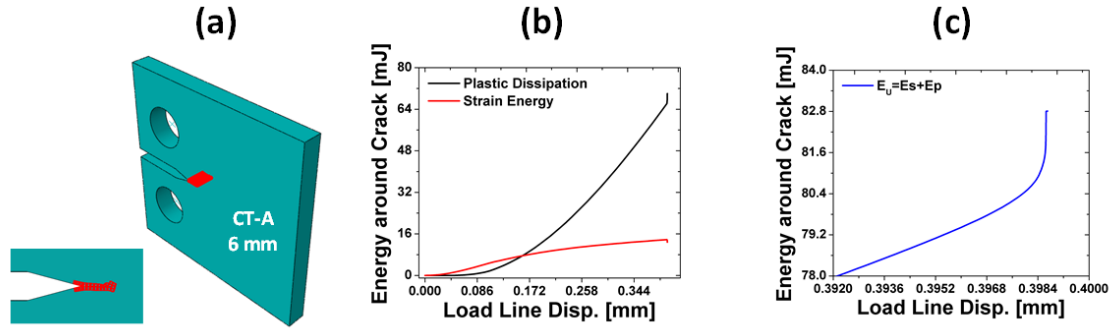 (a)
(b)
(c)
CT-A
6 mm
Energy around Crack [mJ]
80
64
48
32
16
0
Plastic Dissipation
Strain Energy
0.000
0.086
0.172
0.258
0.344
Load Line Disp. [mm]
Energy around Crack [mJ]
84.0
82.8
81.6
80.4
79.2
78.0
E_U=Es+Ep
0.3920
0.3936
0.3952
0.3968
0.3984
0.4000
Load Line Disp. [mm]